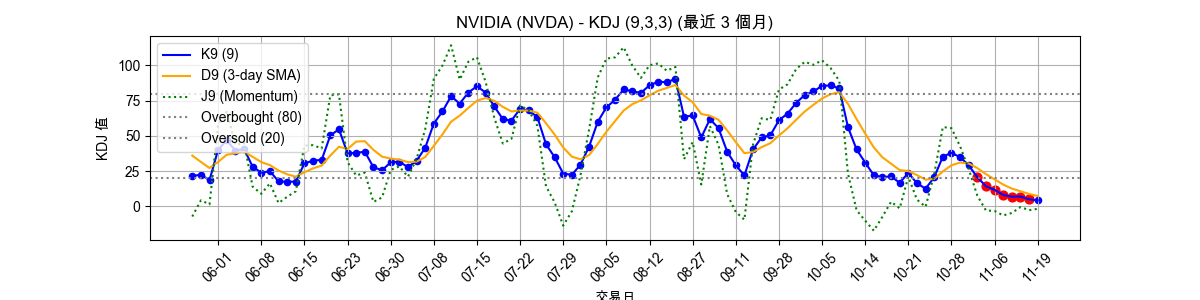 NVIDIA (NVDA) - KDJ (9,3,3) (最近 3 個月)
K9 (9)
D9 (3-day SMA)
J9 (Momentum)
Overbought (80)
Oversold (20)
KDJ 值
100
75
50
25
0
06-01 06-08 06-15 06-23 06-30 07-08 07-15 07-22 07-29 08-05 08-12 08-27 09-11 09-28 10-05 10-14 10-21 10-28 11-06 11-19
交易日